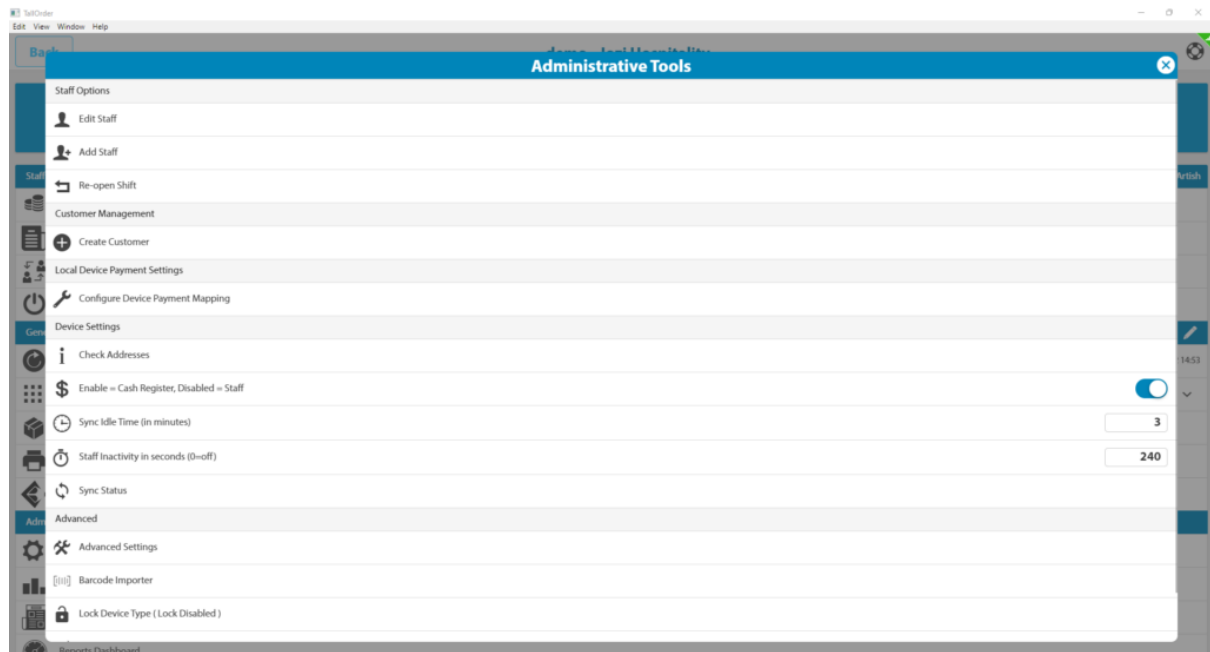 TallOrder
Edit View Window Help
Administrative Tools
Staff Options
Edit Staff
Add Staff
Re-open Shift
Artish
Customer Management
Create Customer
Local Device Payment Settings
Configure Device Payment Mapping
Device Settings
Check Addresses
14:53
Enable = Cash Register, Disabled = Staff
Sync Idle Time (in minutes) 3
Staff Inactivity in seconds (0=off) 240
Sync Status
Advanced
Advanced Settings
Barcode Importer
Lock Device Type ( Lock Disabled )
Reports Dashboard